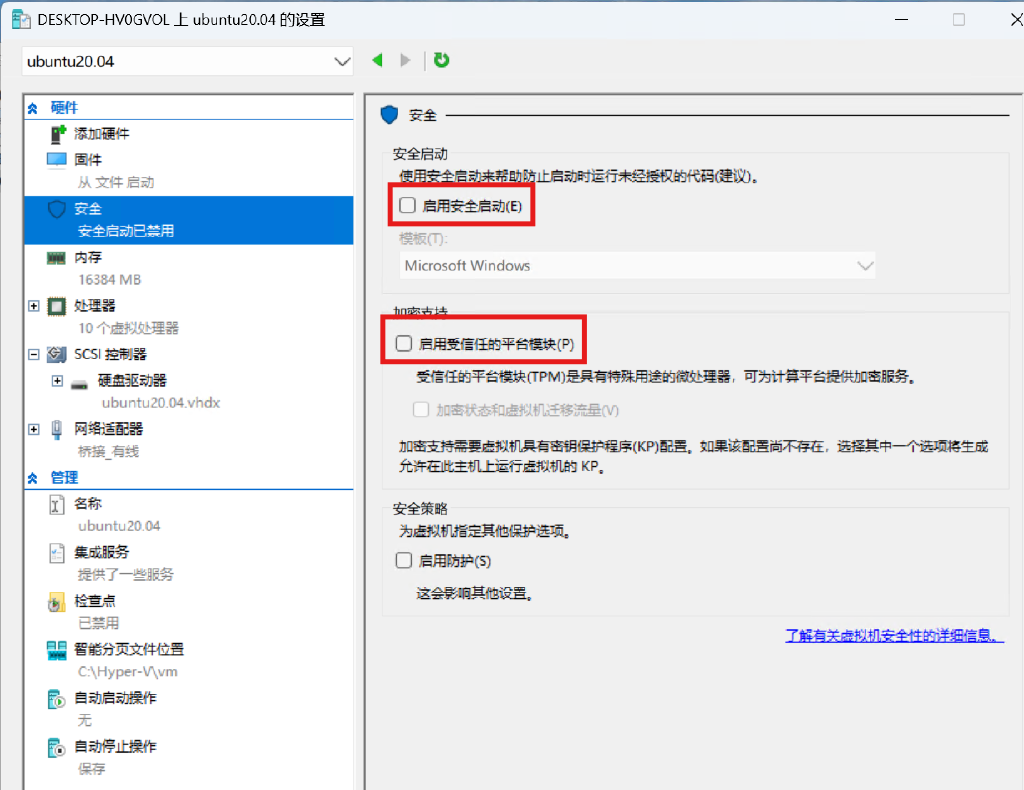 DESKTOP-HV0GVOL 上 ubuntu20.04 的设置
ubuntu20.04
硬件
添加硬件
固件
从 文件 启动
安全
安全启动已禁用
内存
16384 MB
处理器
10 个虚拟处理器
SCSI 控制器
硬盘驱动器
ubuntu20.04.vhdx
网络适配器
桥接_有线
管理
名称
ubuntu20.04
集成服务
提供了一些服务
检查点
已禁用
智能分页文件位置
C:\Hyper-V\vm
自动启动操作
无
自动停止操作
保存
安全
安全启动
使用安全启动来帮助防止启动时运行未经授权的代码(建议)。
启用安全启动(E)
模板(T):
Microsoft Windows
加密支持
启用受信任的平台模块(P)
受信任的平台模块(TPM)是具有特殊用途的微处理器，可为计算平台提供加密服务。
加密状态和虚拟机迁移流量(V)
加密支持需要虚拟机具有密钥保护程序(KP)配置。如果该配置尚不存在，选择其中一个选项将生成
允许在此主机上运行虚拟机的 KP。
安全策略
为虚拟机指定其他保护选项。
启用防护(S)
这会影响其他设置。
了解有关虚拟机安全性的详细信息。